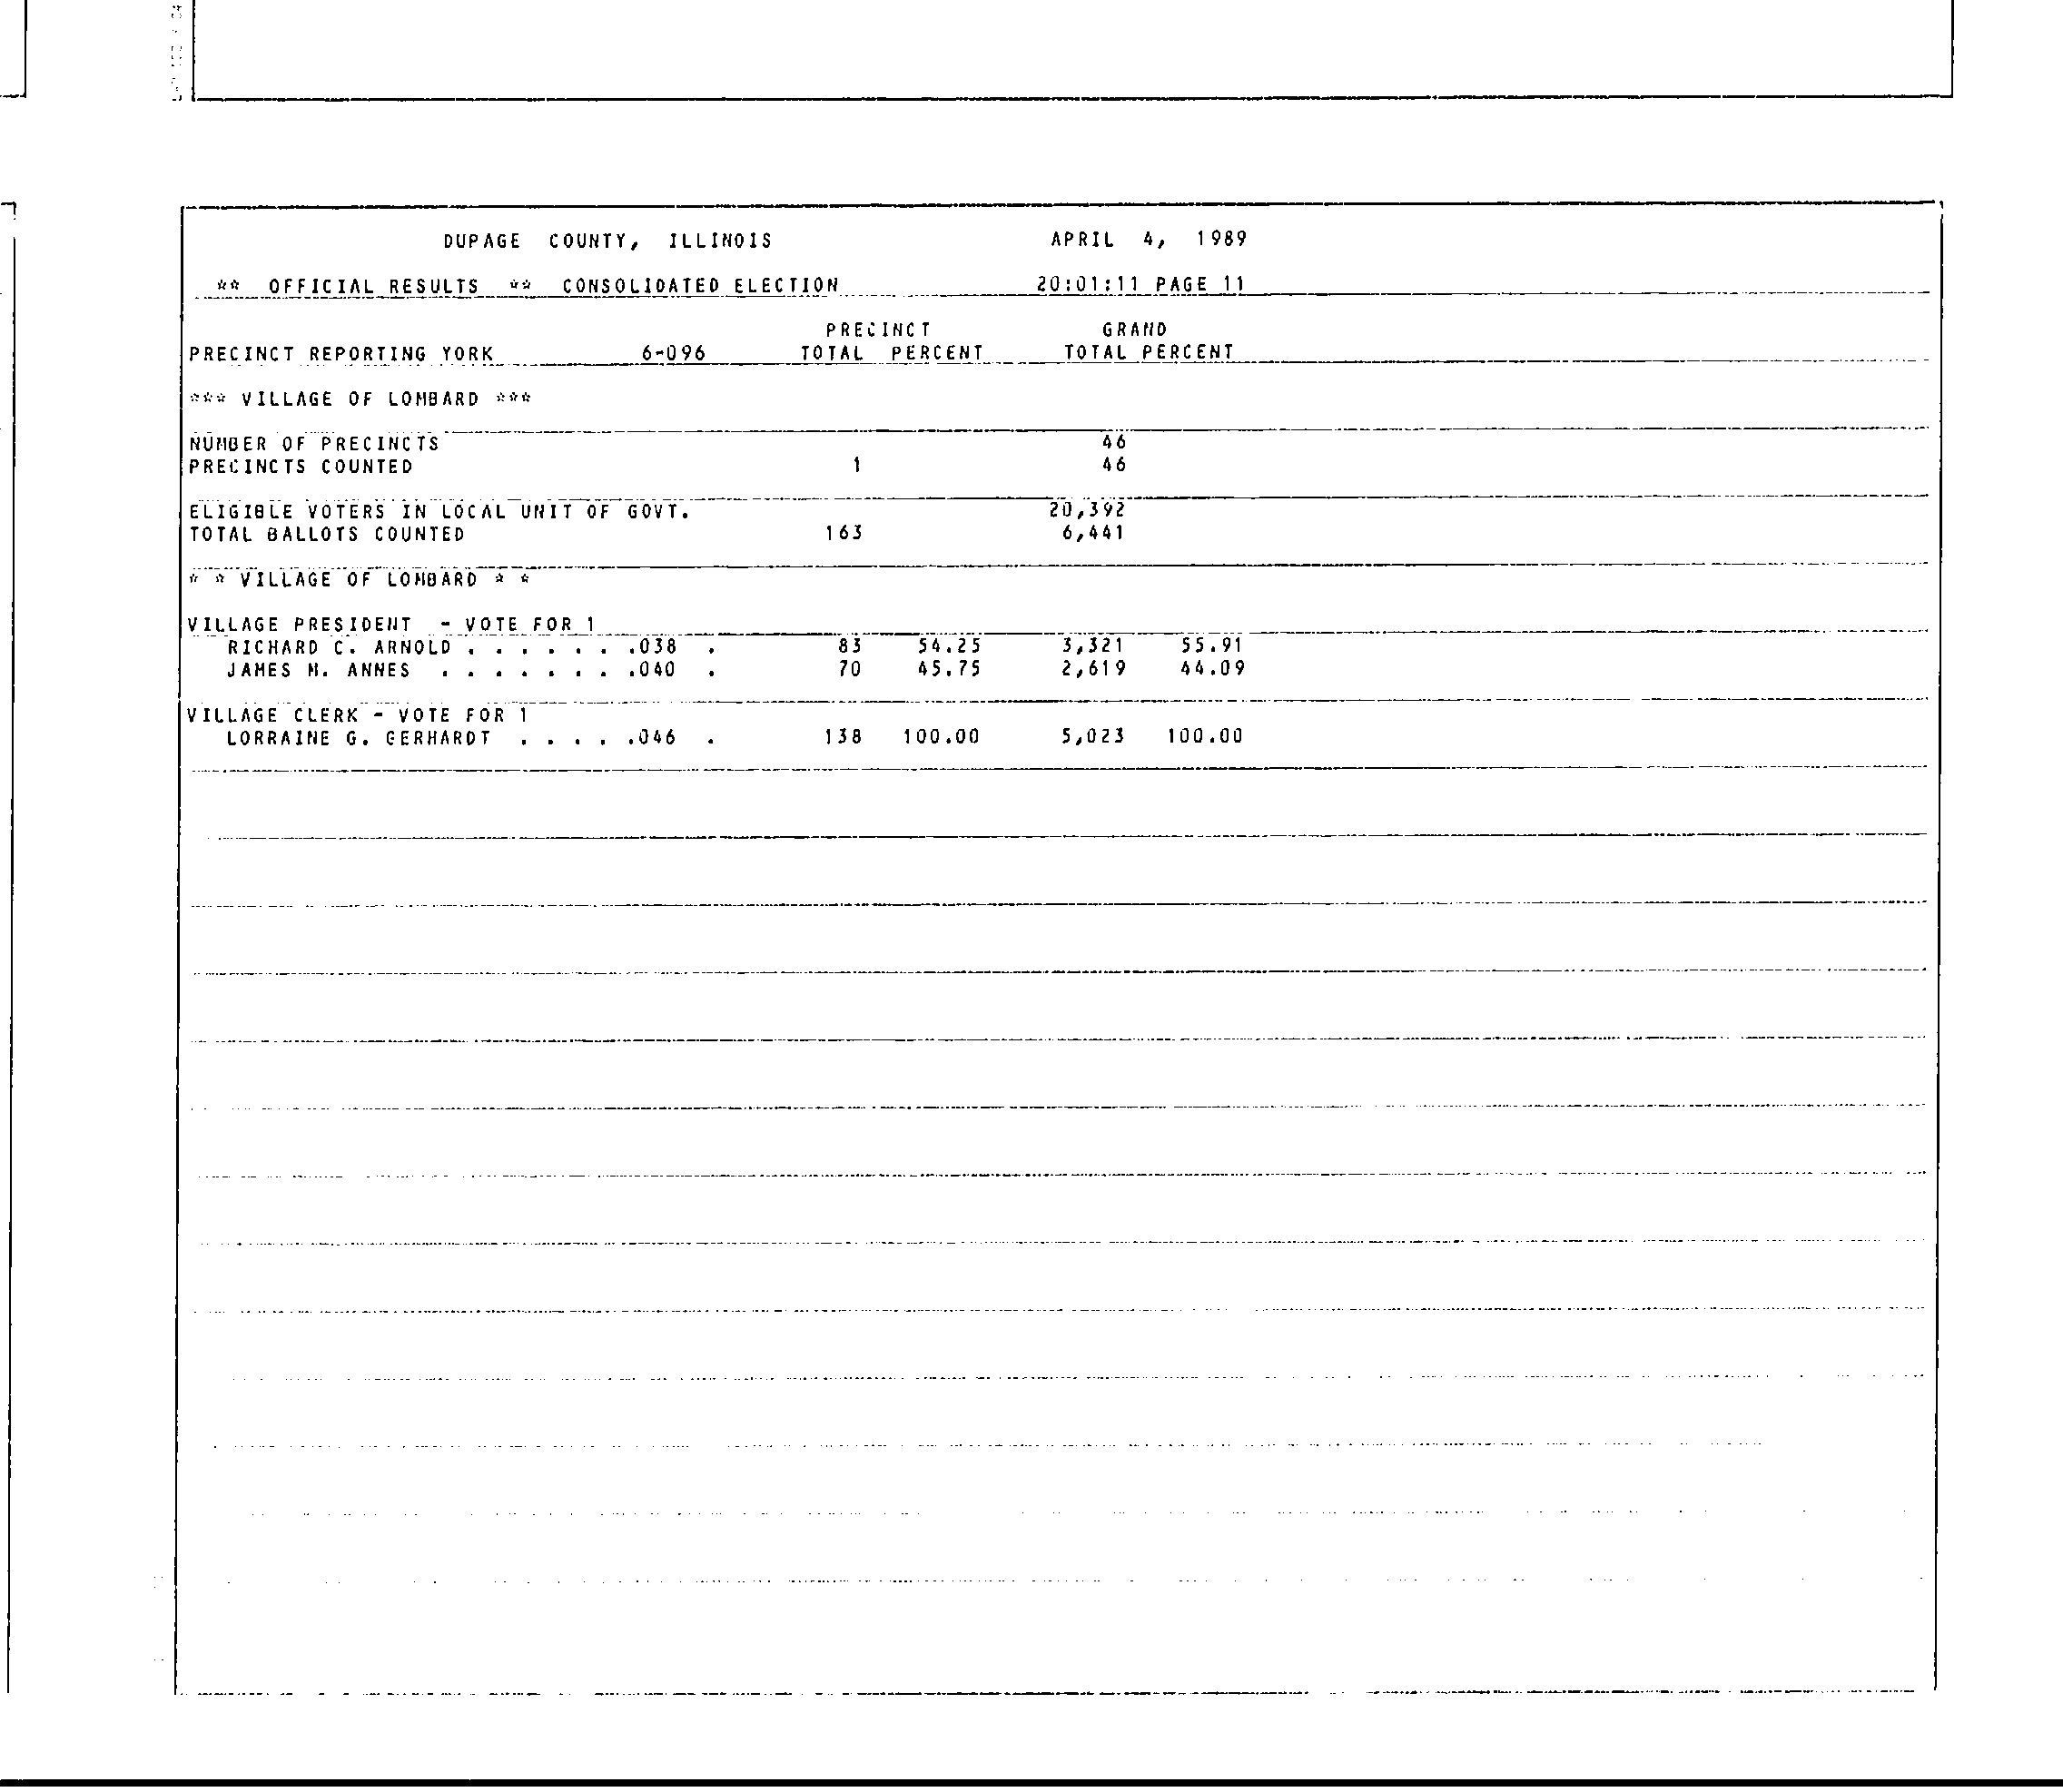 DUPAGE COUNTY, ILLINOIS APRIL 4, 1989
** OFFICIAL RESULTS ** CONSOLIDATED ELECTION 20:01:11 PAGE 11
PRECINCT GRAND
PRECINCT REPORTING YORK 6-096 TOTAL PERCENT TOTAL PERCENT
*** VILLAGE OF LOMBARD ***
NUMBER OF PRECINCTS 46
PRECINCTS COUNTED 1 46
ELIGIBLE VOTERS IN LOCAL UNIT OF GOVT. 20,392
TOTAL BALLOTS COUNTED 163 6,441
* * VILLAGE OF LOMBARD * *
VILLAGE PRESIDENT - VOTE FOR 1
RICHARD C. ARNOLD . . . . . . .038 . 83 54.25 3,321 55.91
JAMES M. ANNES . . . . . . . .040 . 70 45.75 2,619 44.09
VILLAGE CLERK - VOTE FOR 1
LORRAINE G. GERHARDT . . . . .046 . 138 100.00 5,023 100.00